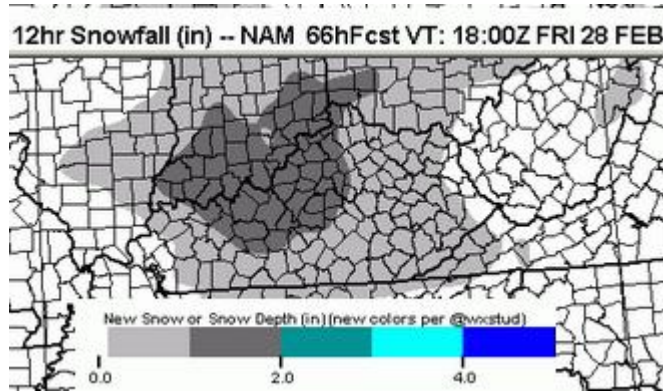 12hr Snowfall (in) -- NAM 66hFcst VT: 18:00Z FRI 28 FEB
New Snow or Snow Depth (in)(new colors per @wxstud)
0.0 2.0 4.0